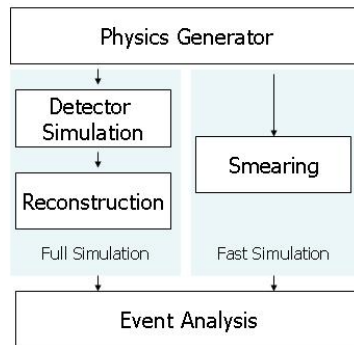 Physics Generator
Detector
Simulation
Reconstruction
Full Simulation
Smearing
Fast Simulation
Event Analysis